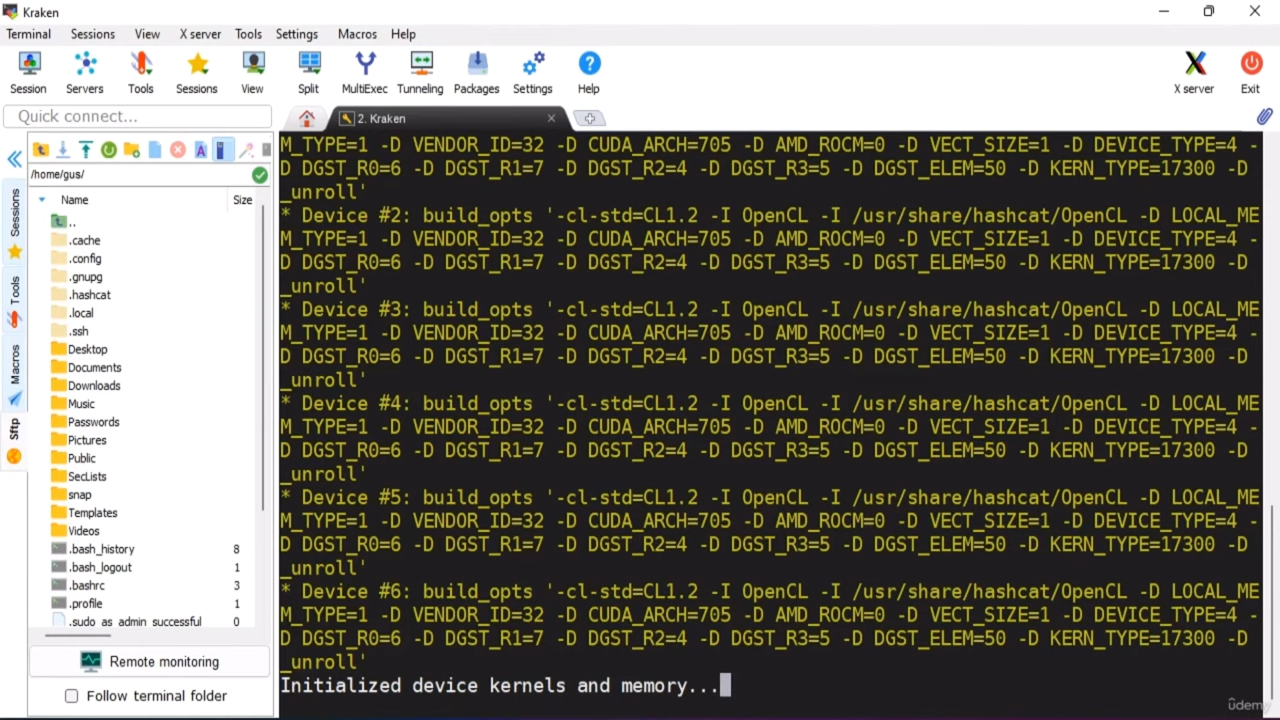 Kraken
Terminal Sessions View X server Tools Settings Macros Help
Session Servers Tools Sessions View Split MultiExec Tunneling Packages Settings Help X server Exit
Quick connect...
2. Kraken
/home/gus/
Name Size
..
.cache
.config
.gnupg
.hashcat
.local
.ssh
Desktop
Documents
Downloads
Music
Passwords
Pictures
Public
SecLists
snap
Templates
Videos
.bash_history 8
.bash_logout 1
.bashrc 3
.profile 1
.sudo_as_admin_successful 0
Remote monitoring
Follow terminal folder
Sessions
Tools
Macros
Sftp
M_TYPE=1 -D VENDOR_ID=32 -D CUDA_ARCH=705 -D AMD_ROCM=0 -D VECT_SIZE=1 -D DEVICE_TYPE=4 -
D DGST_R0=6 -D DGST_R1=7 -D DGST_R2=4 -D DGST_R3=5 -D DGST_ELEM=50 -D KERN_TYPE=17300 -D
_unroll'
* Device #2: build_opts '-cl-std=CL1.2 -I OpenCL -I /usr/share/hashcat/OpenCL -D LOCAL_ME
M_TYPE=1 -D VENDOR_ID=32 -D CUDA_ARCH=705 -D AMD_ROCM=0 -D VECT_SIZE=1 -D DEVICE_TYPE=4 -
D DGST_R0=6 -D DGST_R1=7 -D DGST_R2=4 -D DGST_R3=5 -D DGST_ELEM=50 -D KERN_TYPE=17300 -D
_unroll'
* Device #3: build_opts '-cl-std=CL1.2 -I OpenCL -I /usr/share/hashcat/OpenCL -D LOCAL_ME
M_TYPE=1 -D VENDOR_ID=32 -D CUDA_ARCH=705 -D AMD_ROCM=0 -D VECT_SIZE=1 -D DEVICE_TYPE=4 -
D DGST_R0=6 -D DGST_R1=7 -D DGST_R2=4 -D DGST_R3=5 -D DGST_ELEM=50 -D KERN_TYPE=17300 -D
_unroll'
* Device #4: build_opts '-cl-std=CL1.2 -I OpenCL -I /usr/share/hashcat/OpenCL -D LOCAL_ME
M_TYPE=1 -D VENDOR_ID=32 -D CUDA_ARCH=705 -D AMD_ROCM=0 -D VECT_SIZE=1 -D DEVICE_TYPE=4 -
D DGST_R0=6 -D DGST_R1=7 -D DGST_R2=4 -D DGST_R3=5 -D DGST_ELEM=50 -D KERN_TYPE=17300 -D
_unroll'
* Device #5: build_opts '-cl-std=CL1.2 -I OpenCL -I /usr/share/hashcat/OpenCL -D LOCAL_ME
M_TYPE=1 -D VENDOR_ID=32 -D CUDA_ARCH=705 -D AMD_ROCM=0 -D VECT_SIZE=1 -D DEVICE_TYPE=4 -
D DGST_R0=6 -D DGST_R1=7 -D DGST_R2=4 -D DGST_R3=5 -D DGST_ELEM=50 -D KERN_TYPE=17300 -D
_unroll'
* Device #6: build_opts '-cl-std=CL1.2 -I OpenCL -I /usr/share/hashcat/OpenCL -D LOCAL_ME
M_TYPE=1 -D VENDOR_ID=32 -D CUDA_ARCH=705 -D AMD_ROCM=0 -D VECT_SIZE=1 -D DEVICE_TYPE=4 -
D DGST_R0=6 -D DGST_R1=7 -D DGST_R2=4 -D DGST_R3=5 -D DGST_ELEM=50 -D KERN_TYPE=17300 -D
_unroll'
Initialized device kernels and memory...
udemy